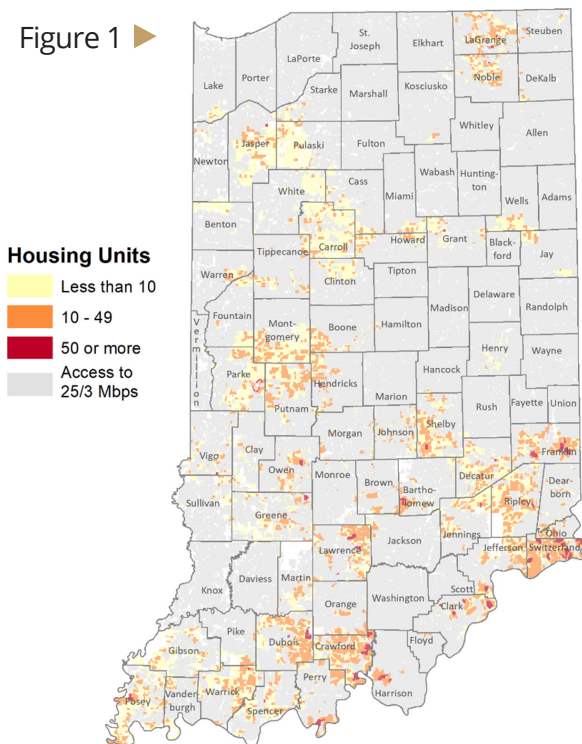 Figure 1
St.
Joseph
Elkhart
LaGrange
Steuben
LaPorte
Porter
Lake
Noble
DeKalb
Starke
Marshall
Kosciusko
Whitley
Allen
Newton
Jasper
Pulaski
Fulton
Wabash
Hunting-
ton
Miami
Cass
White
Wells
Adams
Benton
Carroll
Howard
Grant
Black-
ford
Jay
Tippecanoe
Warren
Clinton
Tipton
Housing Units
Less than 10
10 - 49
50 or more
Access to
25/3 Mbps
Madison
Delaware
Randolph
Fountain
Vermillion
Mont-
gomery
Boone
Hamilton
Henry
Wayne
Parke
Hendricks
Hancock
Marion
Putnam
Rush
Fayette
Union
Shelby
Morgan
Johnson
Franklin
Vigo
Clay
Owen
Monroe
Brown
Bartho-
lomew
Decatur
Dear-
born
Ripley
Sullivan
Greene
Jennings
Ohio
Lawrence
Jackson
Jefferson
Switzerland
Knox
Daviess
Martin
Scott
Orange
Washington
Clark
Pike
Dubois
Crawford
Floyd
Gibson
Perry
Harrison
Posey
Vander-
burgh
Warrick
Spencer